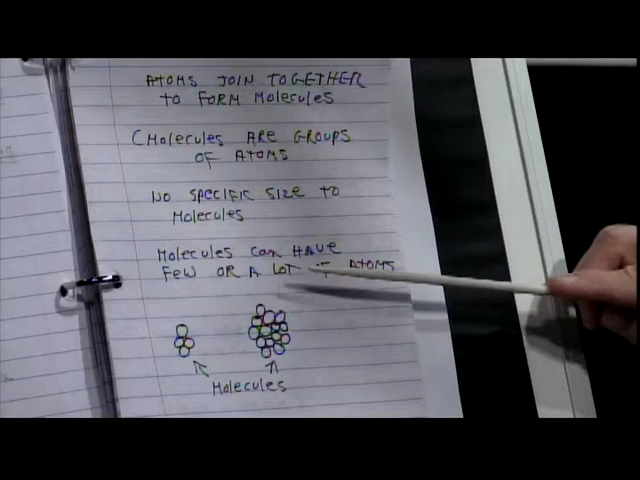 ATOMS JOIN TOGETHER
TO FORM MOLECULES
(MOLECULES ARE GROUPS
OF ATOMS
NO SPECIFIC SIZE TO
MOLECULES
MOLECULES CAN HAVE
FEW OR A LOT OF ATOMS
MOLECULES